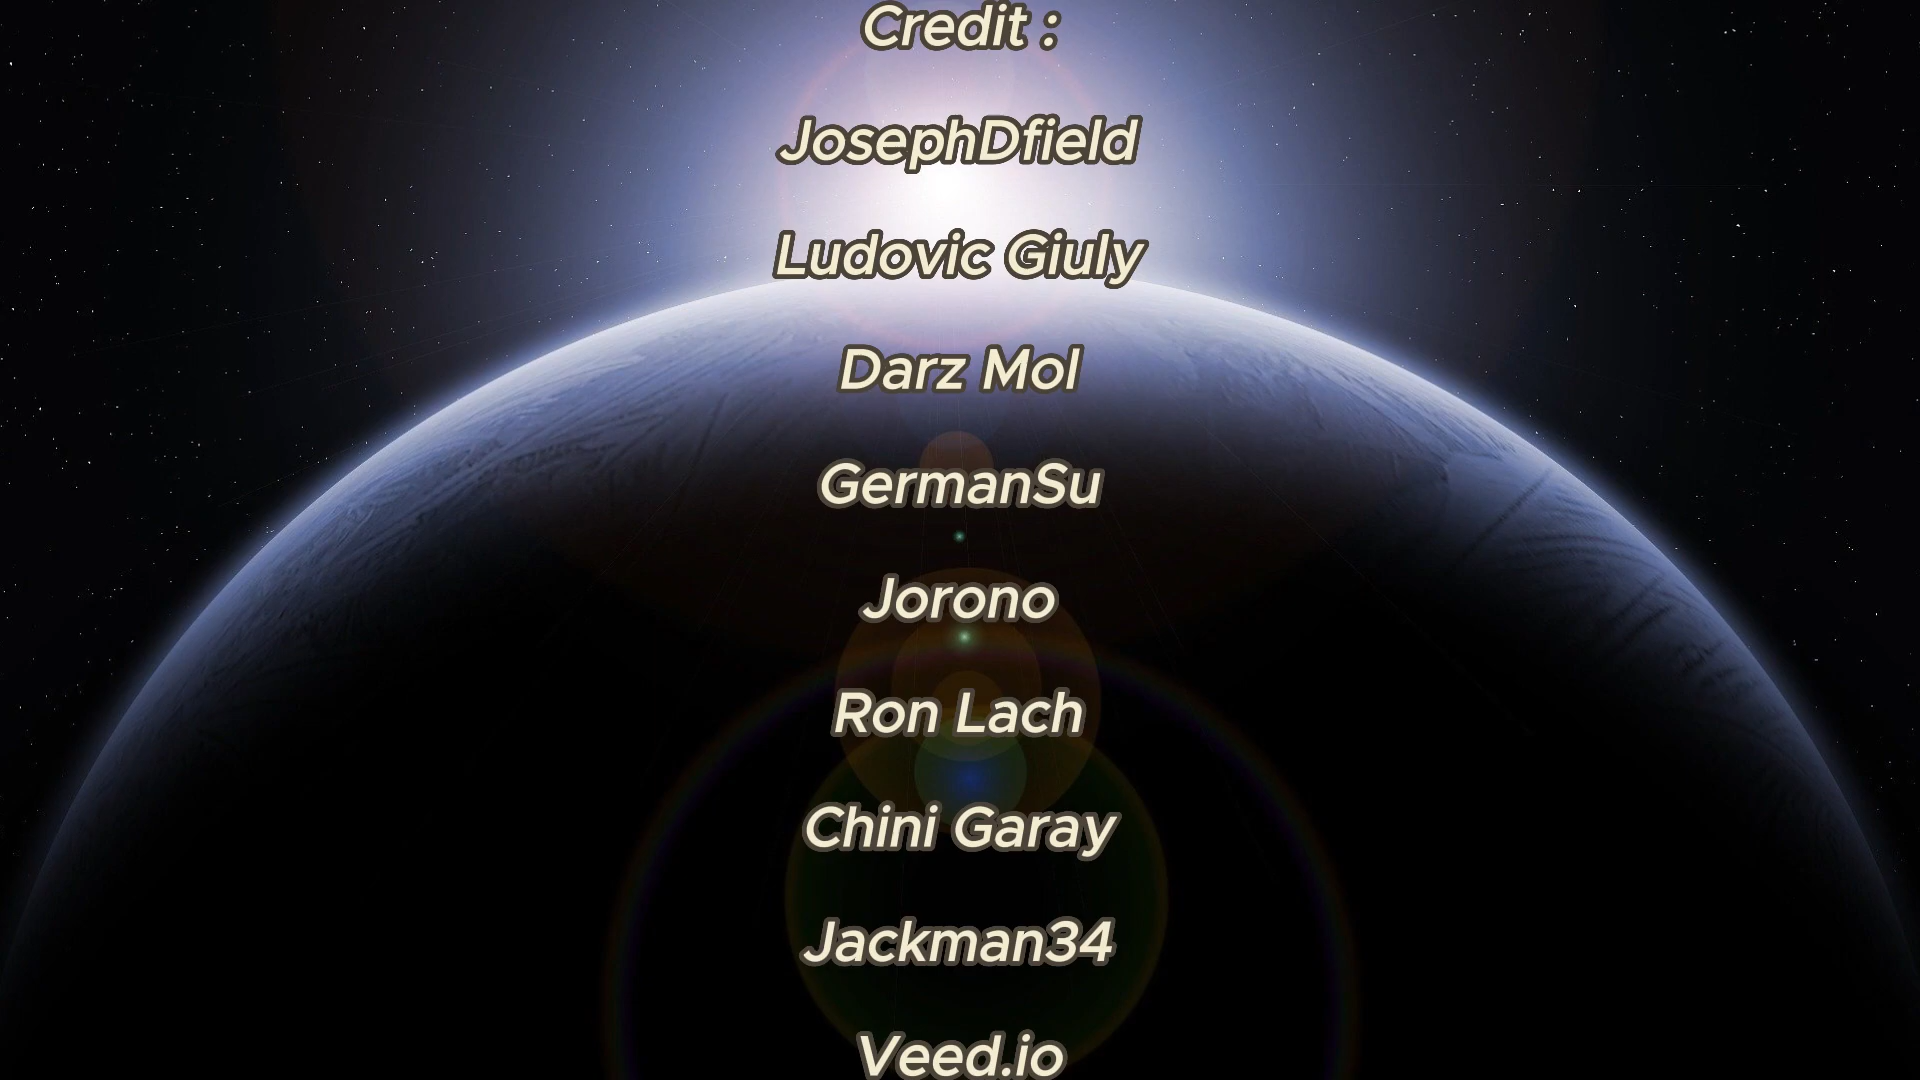 Credit :
JosephDfield
Ludovic Giuly
Darz Mol
GermanSu
Jorono
Ron Lach
Chini Garay
Jackman34
Veed.io